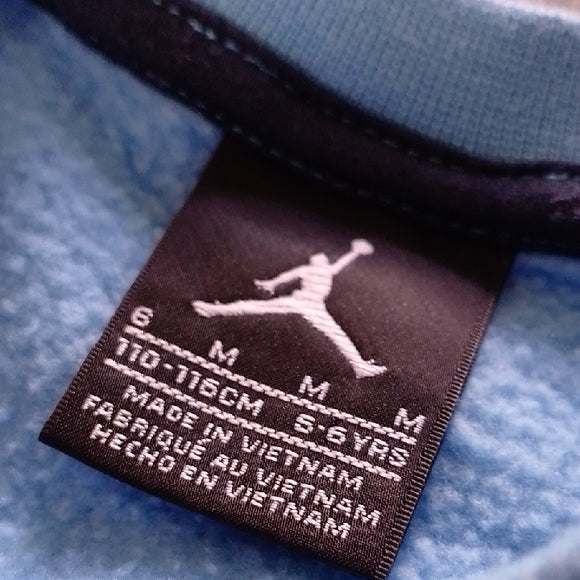 6 M M M
110-116CM 5-6YRS
MADE IN VIETNAM
FABRIQUÉ AU VIETNAM
HECHO EN VIETNAM